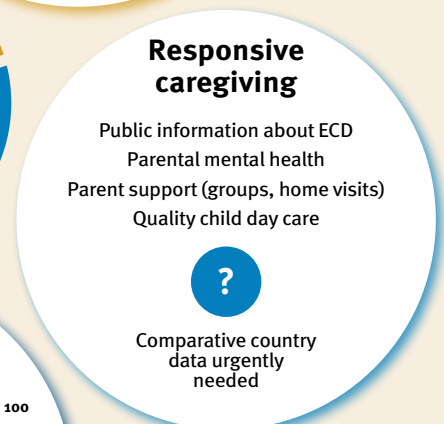 Responsive
caregiving
Public information about ECD
Parental mental health
Parent support (groups, home visits)
Quality child day care
?
Comparative country
data urgently
needed
100